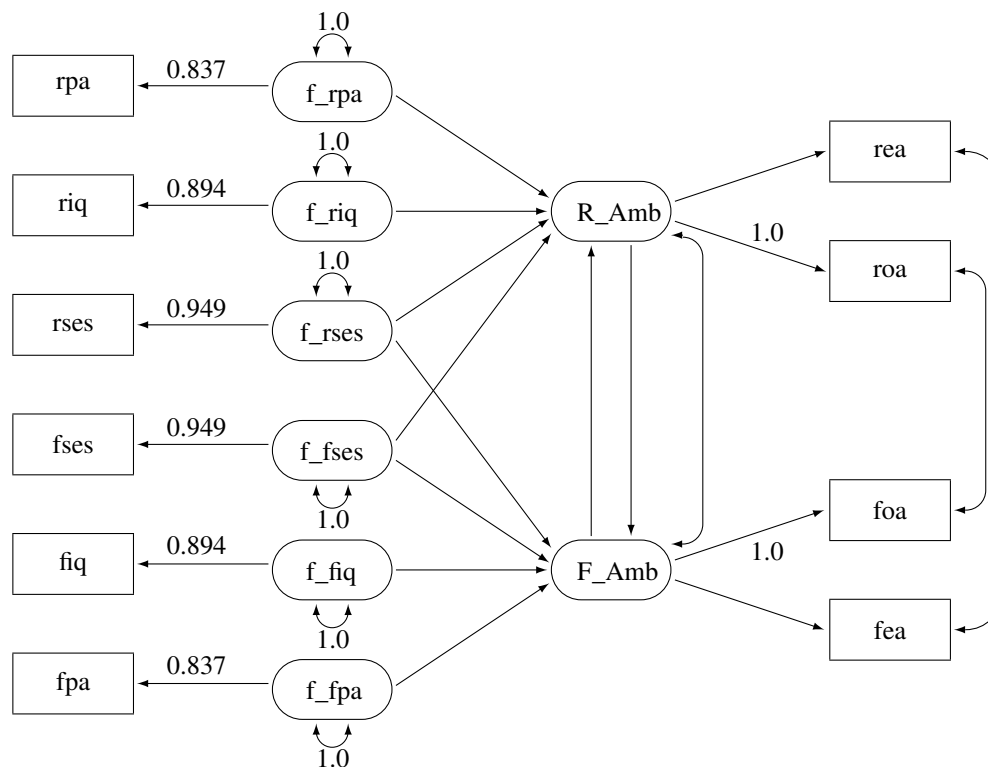 1.0
rpa
0.837
f_rpa
1.0
riq
0.894
f_riq
1.0
rses
0.949
f_rses
fses
0.949
f_fses
1.0
fiq
0.894
f_fiq
1.0
fpa
0.837
f_fpa
1.0
R_Amb
F_Amb
rea
1.0
roa
foa
1.0
fea